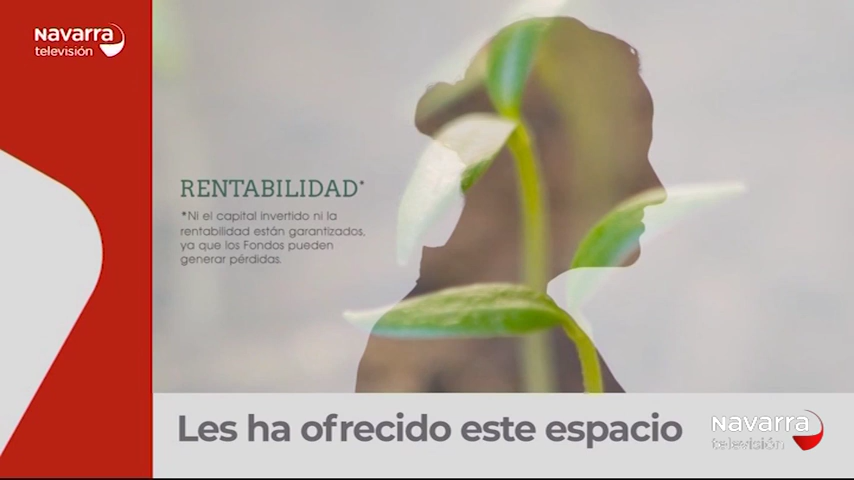 Navarra
televisión
RENTABILIDAD*
*Ni el capital invertido ni la
rentabilidad están garantizados,
ya que los Fondos pueden
generar pérdidas.
Les ha ofrecido este espacio
Navarra
televisión